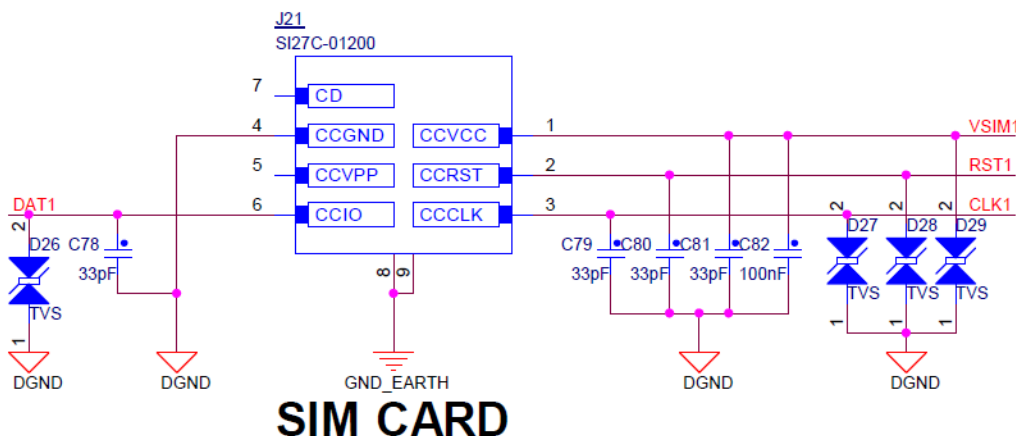 J21
SI27C-01200
7 CD
4 CCGND CCVCC 1 VSIM1
5 CCVPP CCRST 2 RST1
DAT1 6 CCIO CCCLK 3 CLK1
2 D26 C78 8 9 C79 C80 C81 C82 2 D27 2 D28 2 D29
33pF 33pF 33pF 33pF 100nF
TVS TVS TVS TVS
1 1 1 1
DGND DGND GND_EARTH DGND DGND
SIM CARD